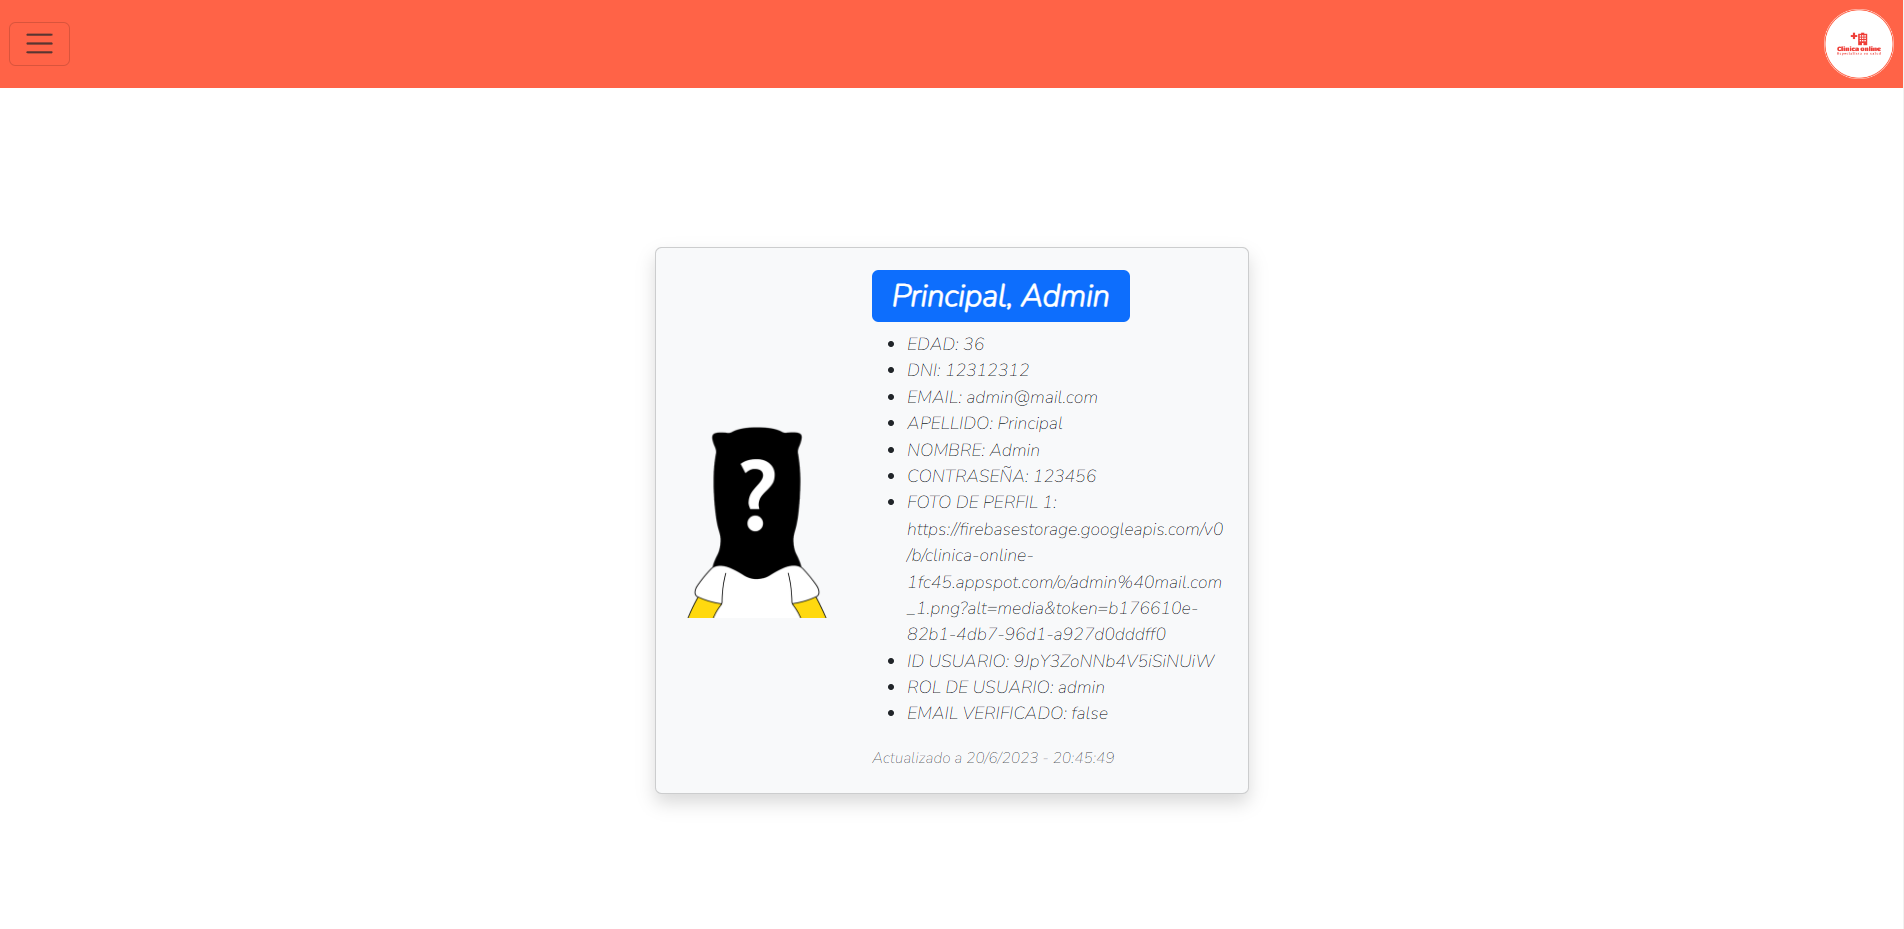 Clinica online
Principal, Admin
EDAD: 36
DNI: 12312312
EMAIL: admin@mail.com
APELLIDO: Principal
NOMBRE: Admin
CONTRASEÑA: 123456
FOTO DE PERFIL 1:
https://firebasestorage.googleapis.com/v0
/b/clinica-online-
1fc45.appspot.com/o/admin%40mail.com
_1.png?alt=media&token=b176610e-
82b1-4db7-96d1-a927d0dddff0
ID USUARIO: 9JpY3ZoNNb4V5iSiNUiW
ROL DE USUARIO: admin
EMAIL VERIFICADO: false
Actualizado a 20/6/2023 - 20:45:49
?